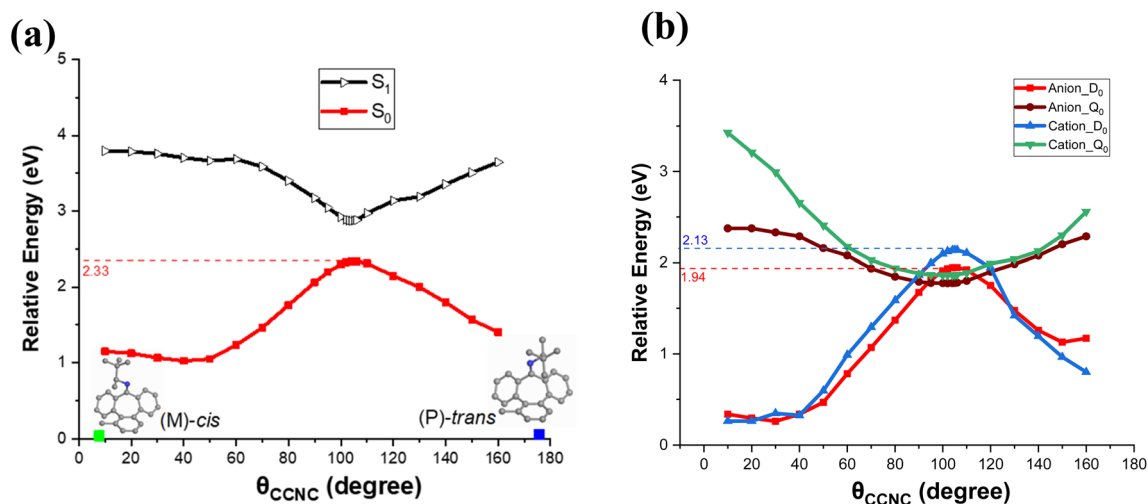 (a)
Relative Energy (eV)
5
4
3
2
1
0
S₁
S₀
2.33
(M)-cis
(P)-trans
0 20 40 60 80 100 120 140 160 180
θCCNC (degree)
(b)
Relative Energy (eV)
4
3
2
1
0
Anion_D₀
Anion_Q₀
Cation_D₀
Cation_Q₀
2.13
1.94
0 20 40 60 80 100 120 140 160
θCCNC (degree)